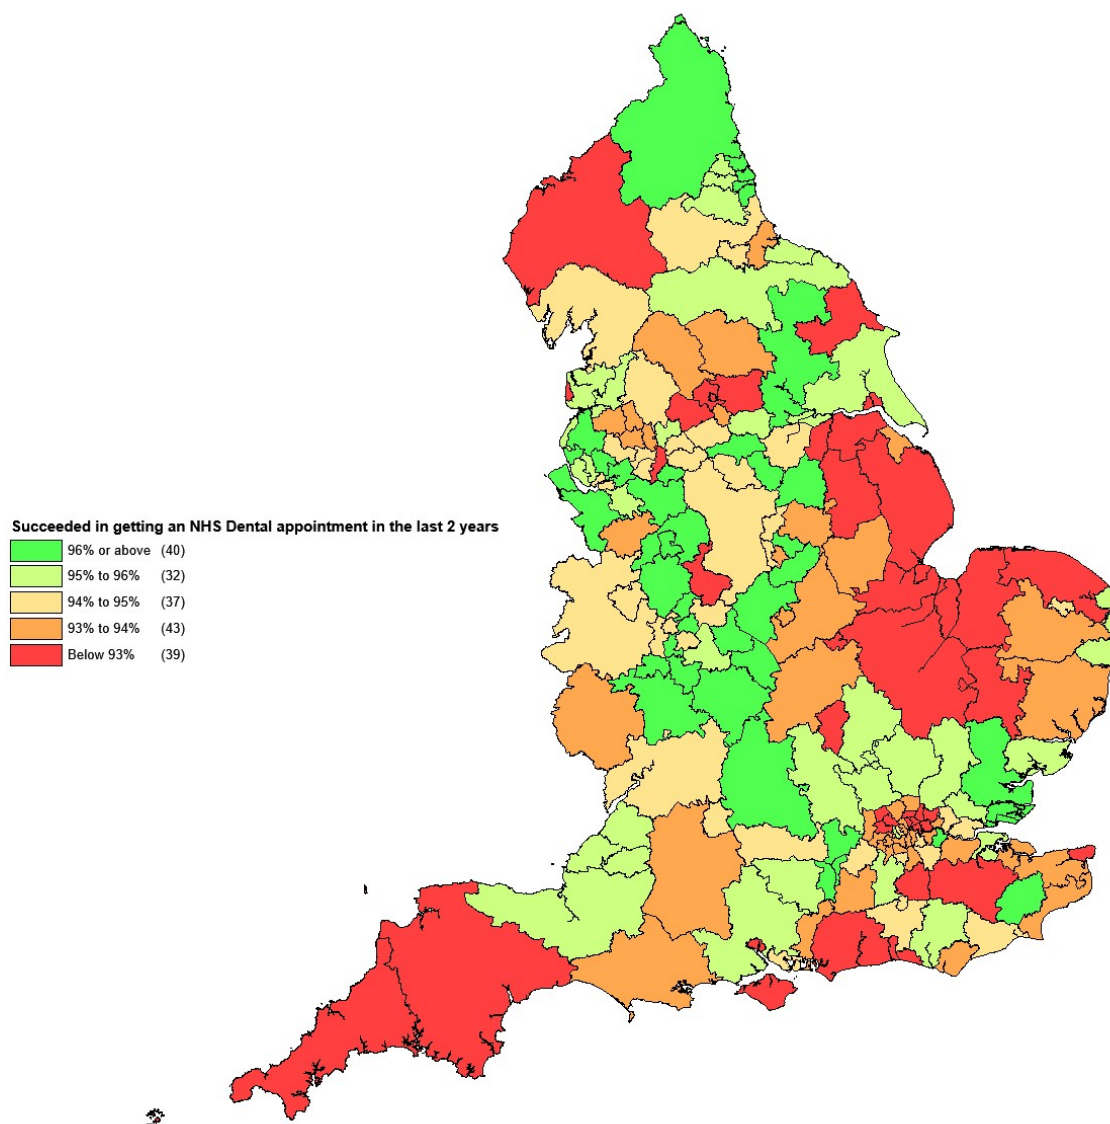 Succeeded in getting an NHS Dental appointment in the last 2 years
96% or above (40)
95% to 96% (32)
94% to 95% (37)
93% to 94% (43)
Below 93% (39)